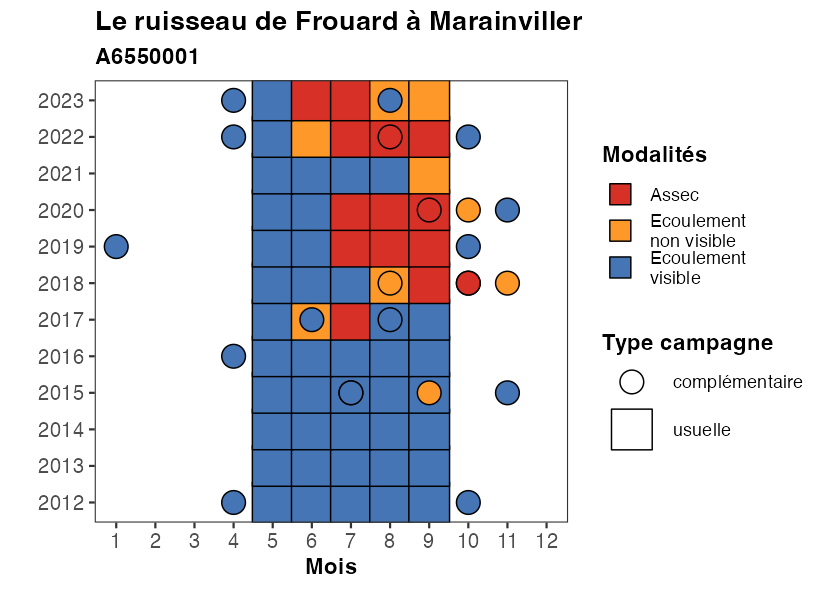 Le ruisseau de Frouard à Marainviller
A6550001
2023
2022
2021
2020
2019
2018
2017
2016
2015
2014
2013
2012
1 2 3 4 5 6 7 8 9 10 11 12
Mois
Modalités
Assec
Ecoulement
non visible
Ecoulement
visible
Type campagne
complémentaire
usuelle